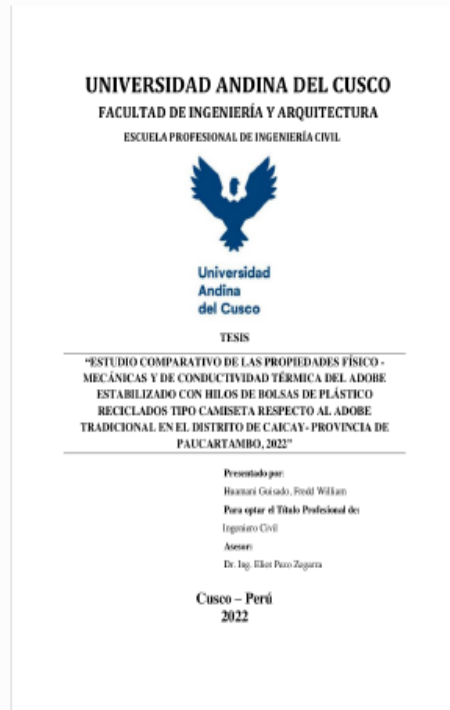 UNIVERSIDAD ANDINA DEL CUSCO
FACULTAD DE INGENIERÍA Y ARQUITECTURA
ESCUELA PROFESIONAL DE INGENIERÍA CIVIL
Universidad
Andina
del Cusco
TESIS
“ESTUDIO COMPARATIVO DE LAS PROPIEDADES FÍSICO -
MECÁNICAS Y DE CONDUCTIVIDAD TÉRMICA DEL ADOBE
ESTABILIZADO CON HILOS DE BOLSAS DE PLÁSTICO
RECICLADOS TIPO CAMISETA RESPECTO AL ADOBE
TRADICIONAL EN EL DISTRITO DE CAICAY- PROVINCIA DE
PAUCARTAMBO, 2022”
Presentado por:
Huamani Guisado, Fredd William
Para optar el Título Profesional de:
Ingeniero Civil
Asesor:
Dr. Ing. Eliot Pezo Zegarra
Cusco – Perú
2022